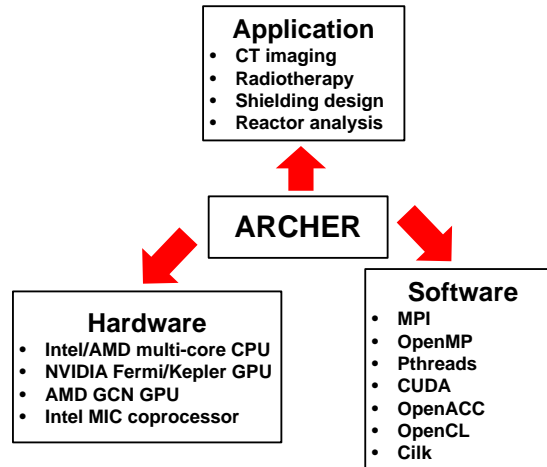 Application
• CT imaging
• Radiotherapy
• Shielding design
• Reactor analysis
ARCHER
Hardware
• Intel/AMD multi-core CPU
• NVIDIA Fermi/Kepler GPU
• AMD GCN GPU
• Intel MIC coprocessor
Software
• MPI
• OpenMP
• Pthreads
• CUDA
• OpenACC
• OpenCL
• Cilk